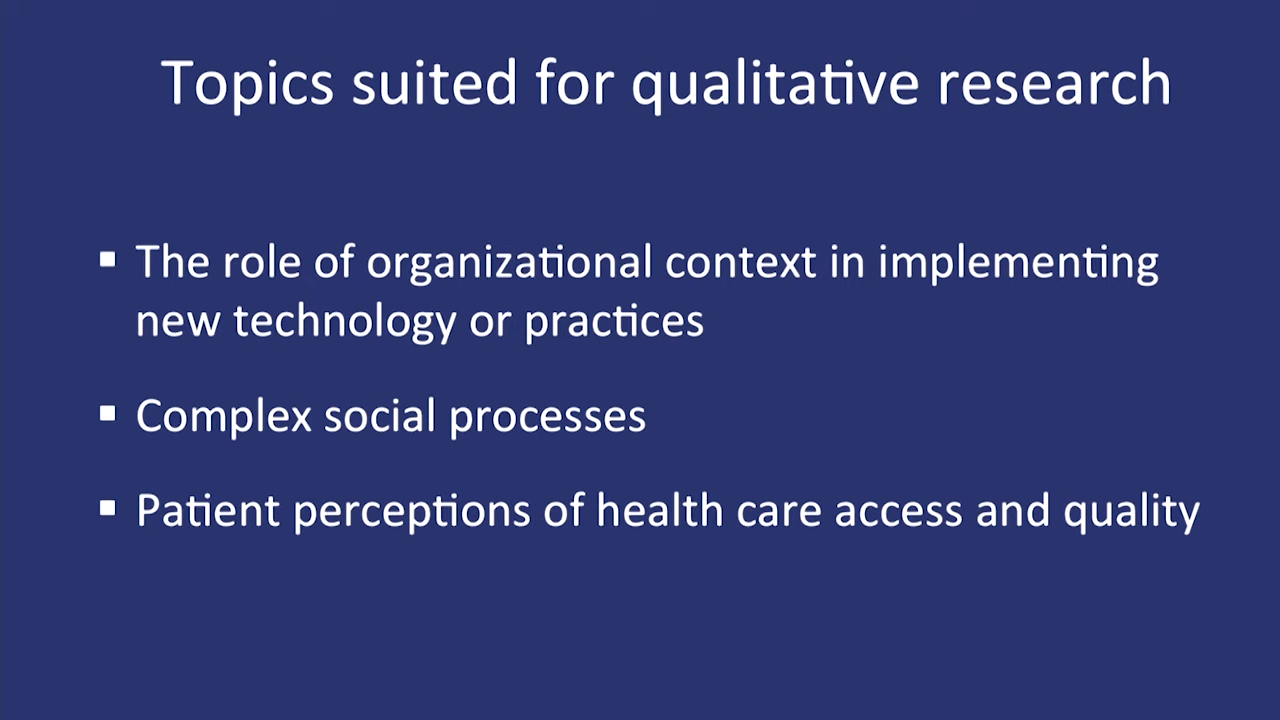 Topics suited for qualitative research
▪ The role of organizational context in implementing
new technology or practices
▪ Complex social processes
▪ Patient perceptions of health care access and quality